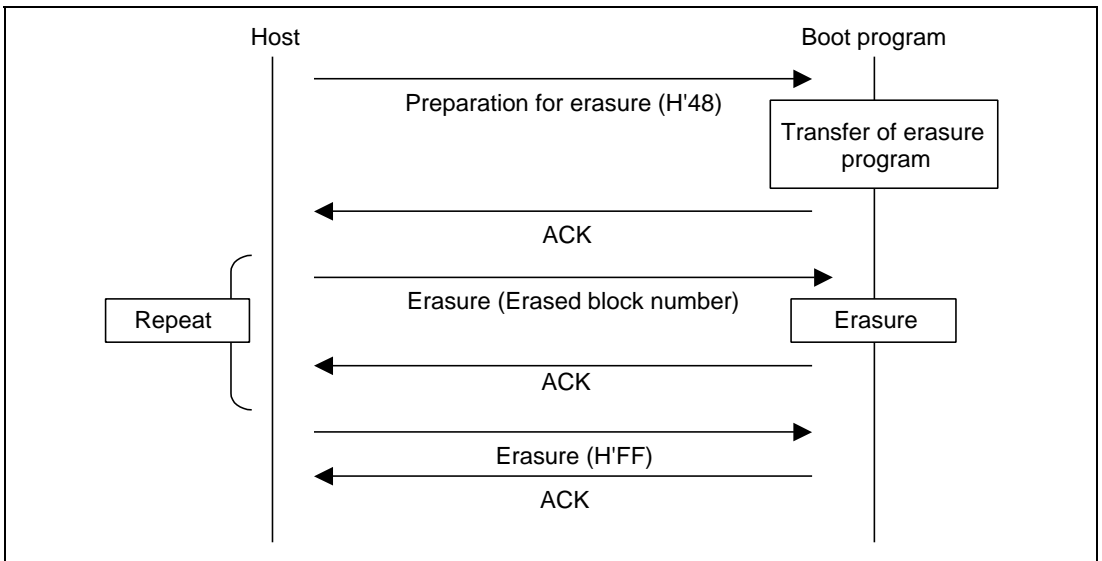 Host
Boot program
Preparation for erasure (H'48)
Transfer of erasure
program
ACK
Erasure (Erased block number)
Repeat
Erasure
ACK
Erasure (H'FF)
ACK